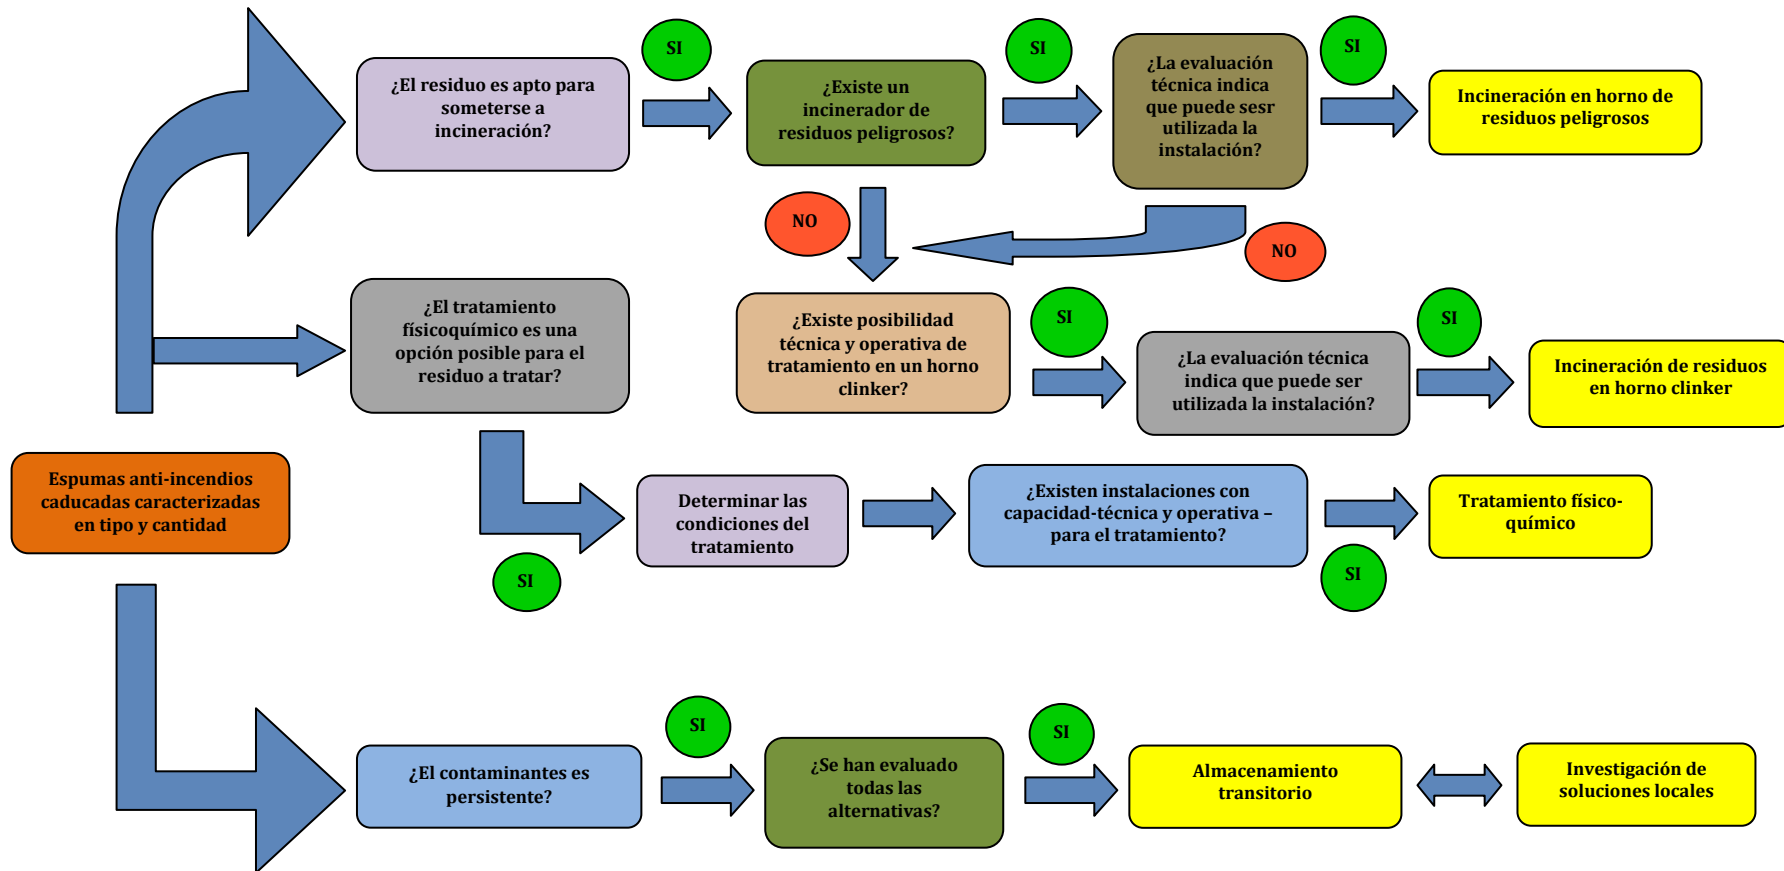 SI
SI
SI
¿El residuo es apto para
someterse a
incineración?
¿Existe un
incinerador de
residuos peligrosos?
¿La evaluación
técnica indica
que puede sesr
utilizada la
instalación?
Incineración en horno de
residuos peligrosos
NO
NO
¿El tratamiento
físicoquímico es una
opción posible para el
residuo a tratar?
¿Existe posibilidad
técnica y operativa de
tratamiento en un horno
clinker?
SI
¿La evaluación técnica
indica que puede ser
utilizada la instalación?
SI
Incineración de residuos
en horno clinker
Espumas anti-incendios
caducadas caracterizadas
en tipo y cantidad
SI
Determinar las
condiciones del
tratamiento
¿Existen instalaciones con
capacidad-técnica y operativa –
para el tratamiento?
SI
Tratamiento físico-
químico
¿El contaminantes es
persistente?
SI
¿Se han evaluado
todas las
alternativas?
SI
Almacenamiento
transitorio
Investigación de
soluciones locales